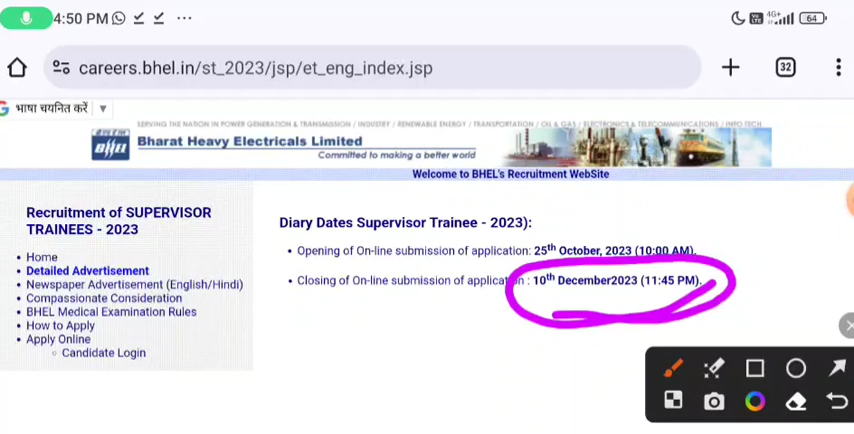 4:50 PM
4G+
64
careers.bhel.in/st_2023/jsp/et_eng_index.jsp
32
भाषा चयनित करें
SERVING THE NATION IN POWER GENERATION & TRANSMISSION / INDUSTRY / RENEWABLE ENERGY / TRANSPORTATION / OIL & GAS / ELECTRONICS & TELECOMMUNICATIONS / INFO TECH
बीएचईएल
BHEL
Bharat Heavy Electricals Limited
Committed to making a better world
Welcome to BHEL's Recruitment WebSite
Recruitment of SUPERVISOR
TRAINEES - 2023
• Home
• Detailed Advertisement
• Newspaper Advertisement (English/Hindi)
• Compassionate Consideration
• BHEL Medical Examination Rules
• How to Apply
• Apply Online
○ Candidate Login
Diary Dates Supervisor Trainee - 2023):
• Opening of On-line submission of application: 25th October, 2023 (10:00 AM).
• Closing of On-line submission of application : 10th December2023 (11:45 PM).